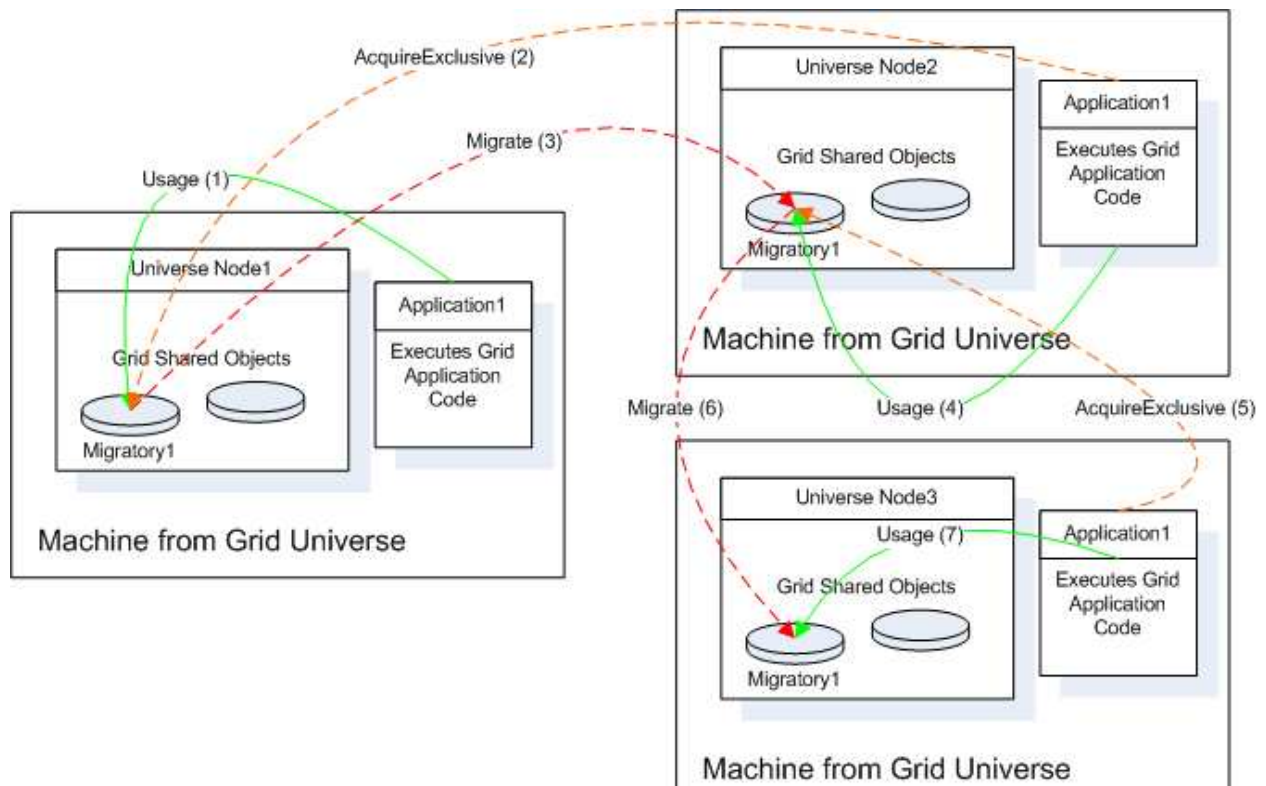 AcquireExclusive (2)
Migrate (3)
Usage (1)
Universe Node1
Grid Shared Objects
Migratory1
Application1
Executes Grid
Application
Code
Machine from Grid Universe
Universe Node2
Grid Shared Objects
Migratory1
Application1
Executes Grid
Application
Code
Machine from Grid Universe
Migrate (6)
Usage (4)
AcquireExclusive (5)
Universe Node3
Usage (7)
Grid Shared Objects
Migratory1
Application1
Executes Grid
Application
Code
Machine from Grid Universe